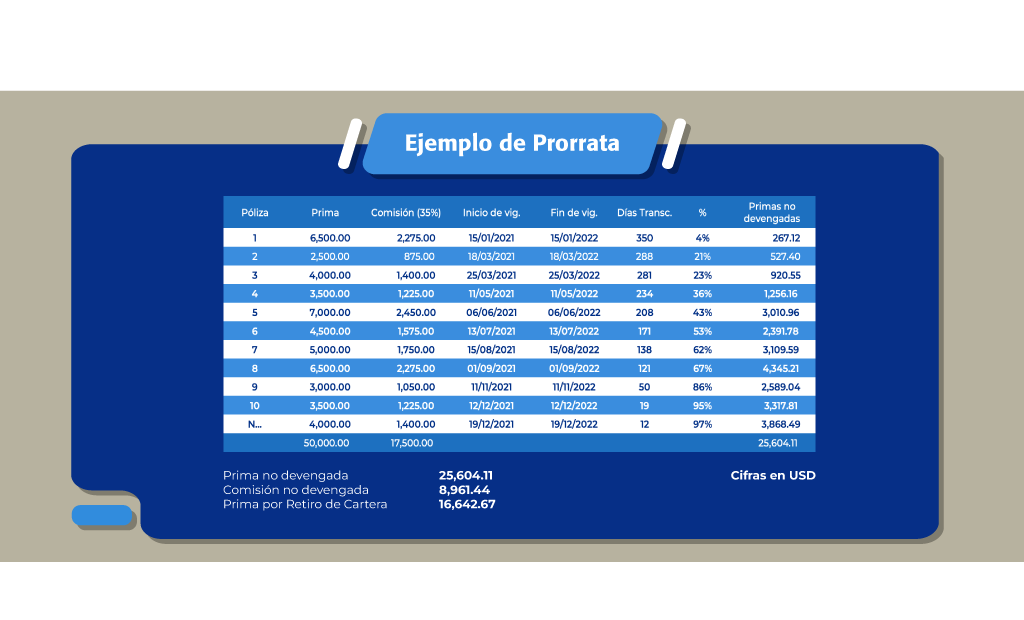 Ejemplo de Prorrata
Póliza Prima Comisión (35%) Inicio de vig. Fin de vig. Días Transc. % Primas no devengadas
1 6,500.00 2,275.00 15/01/2021 15/01/2022 350 4% 267.12
2 2,500.00 875.00 18/03/2021 18/03/2022 288 21% 527.40
3 4,000.00 1,400.00 25/03/2021 25/03/2022 281 23% 920.55
4 3,500.00 1,225.00 11/05/2021 11/05/2022 234 36% 1,256.16
5 7,000.00 2,450.00 06/06/2021 06/06/2022 208 43% 3,010.96
6 4,500.00 1,575.00 13/07/2021 13/07/2022 171 53% 2,391.78
7 5,000.00 1,750.00 15/08/2021 15/08/2022 138 62% 3,109.59
8 6,500.00 2,275.00 01/09/2021 01/09/2022 121 67% 4,345.21
9 3,000.00 1,050.00 11/11/2021 11/11/2022 50 86% 2,589.04
10 3,500.00 1,225.00 12/12/2021 12/12/2022 19 95% 3,317.81
N... 4,000.00 1,400.00 19/12/2021 19/12/2022 12 97% 3,868.49
50,000.00 17,500.00 25,604.11
Prima no devengada 25,604.11 Cifras en USD
Comisión no devengada 8,961.44
Prima por Retiro de Cartera 16,642.67